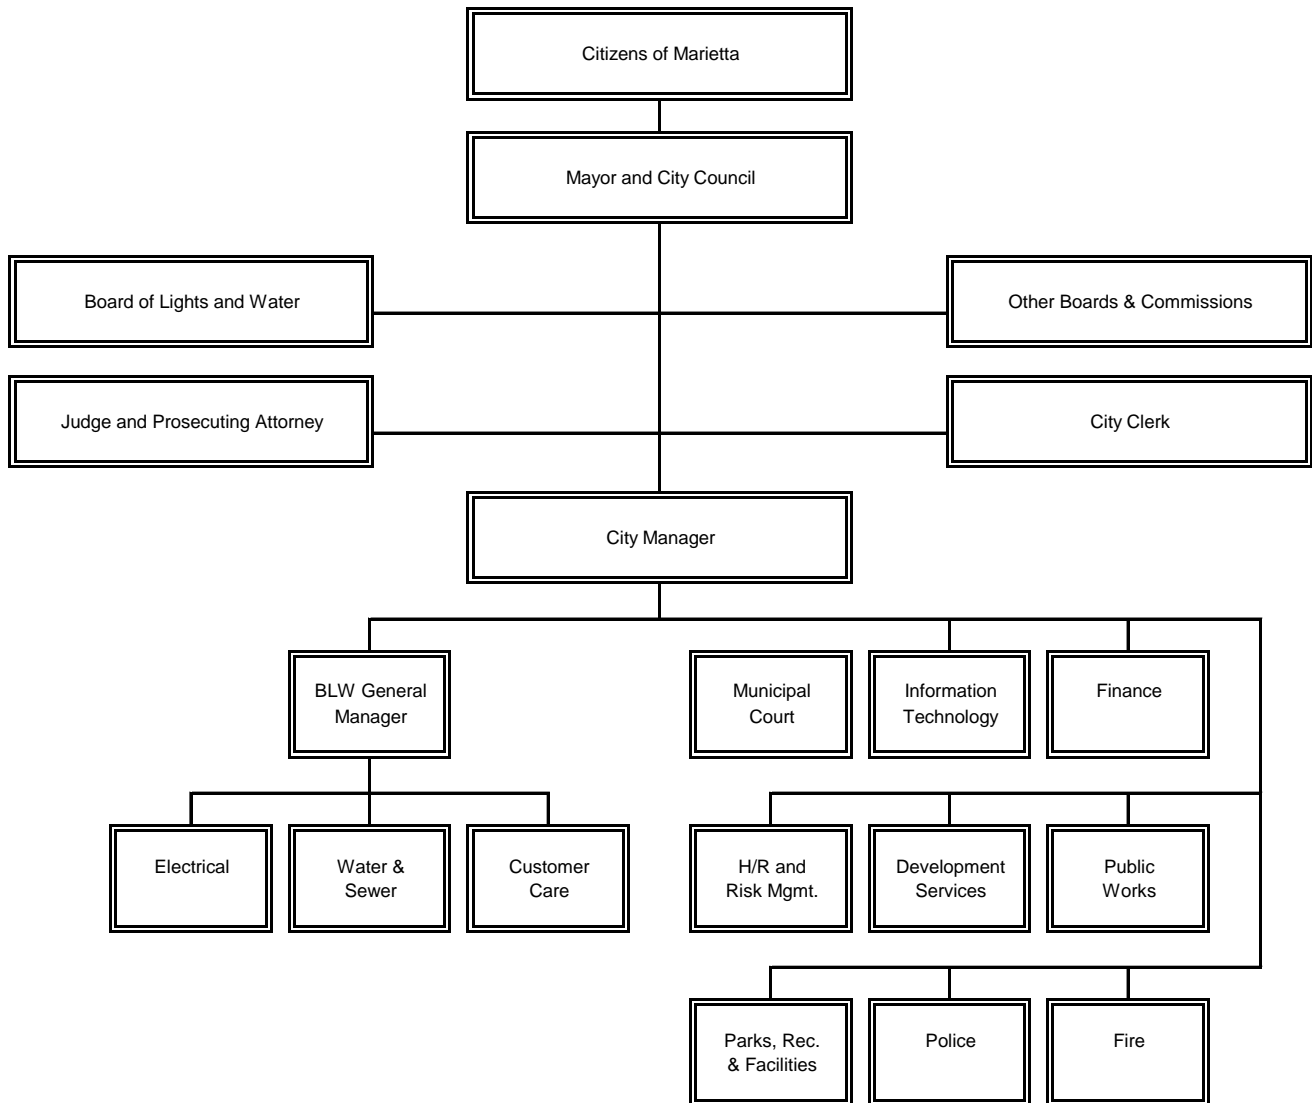 Citizens of Marietta
Mayor and City Council
Board of Lights and Water
Other Boards & Commissions
Judge and Prosecuting Attorney
City Clerk
City Manager
BLW General
Manager
Municipal
Court
Information
Technology
Finance
Electrical
Water &
Sewer
Customer
Care
H/R and
Risk Mgmt.
Development
Services
Public
Works
Parks, Rec.
& Facilities
Police
Fire